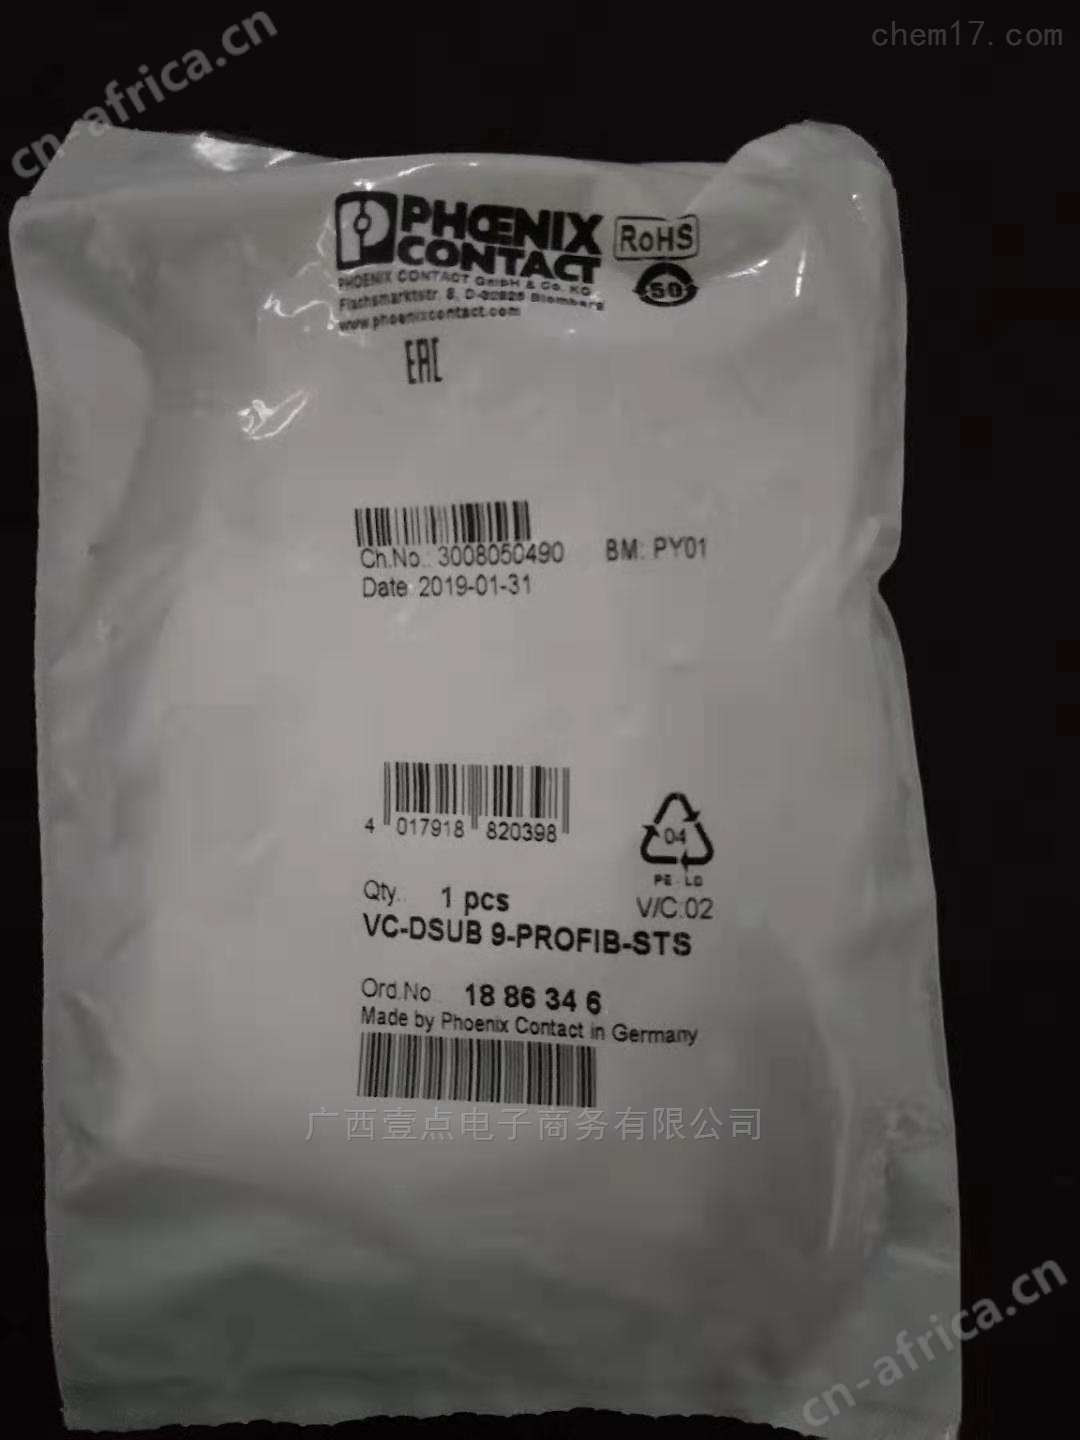 cn-africa.cn
chem17.com
PHŒNIX
CONTACT
RoHS
PHOENIX CONTACT GmbH & Co. KG
Flachsmarktstr. 8, D-32825 Blomberg
50
www.phoenixcontact.com
EAC
Ch.No.: 3008050490 BM: PY01
Date: 2019-01-31
4 017918 820398
04
PE-LD
Qty.: 1 pcs V/C:02
VC-DSUB 9-PROFIB-STS
Ord.No.: 18 86 34 6
Made by Phoenix Contact in Germany
广西壹点电子商务有限公司
cn-africa.cn